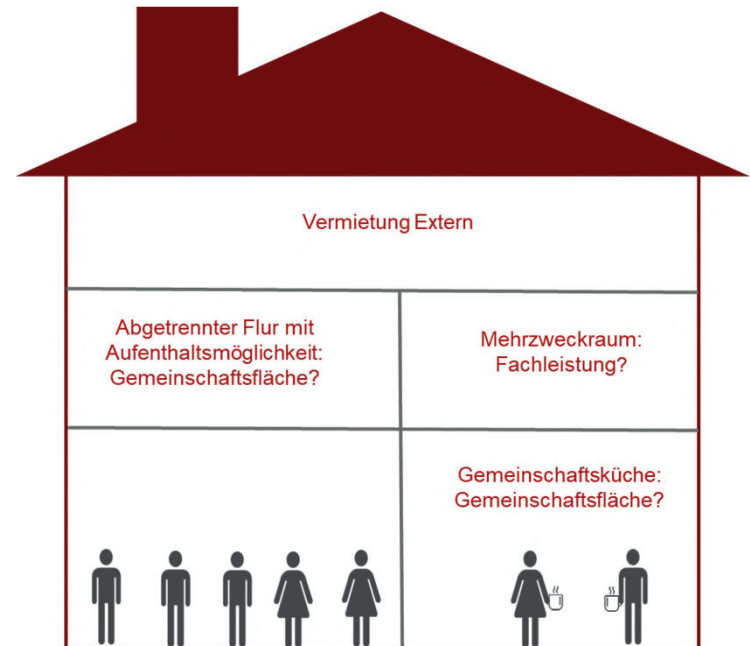 Vermietung Extern
Abgetrennter Flur mit
Aufenthaltsmöglichkeit:
Gemeinschaftsfläche?
Mehrzweckraum:
Fachleistung?
Gemeinschaftsküche:
Gemeinschaftsfläche?